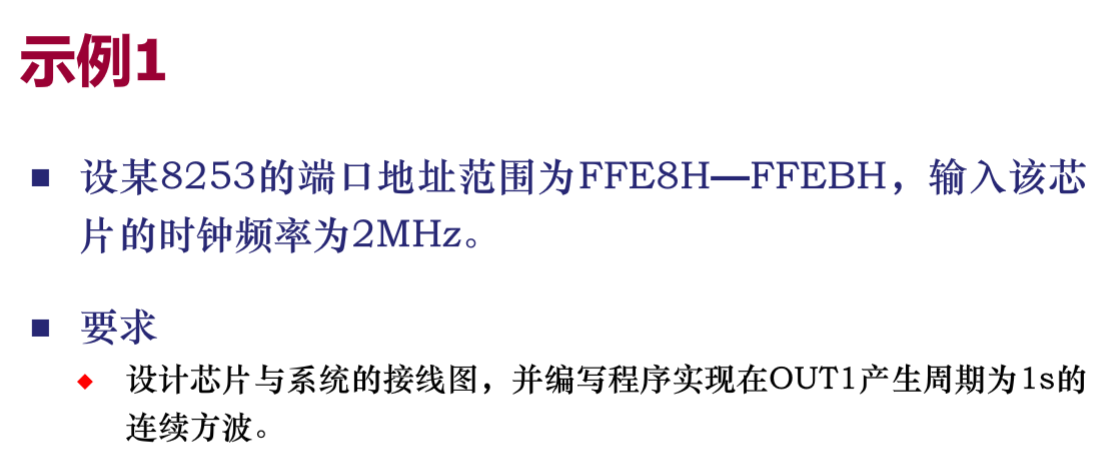 示例1
设某8253的端口地址范围为FFE8H—FFEBH，输入该芯
片的时钟频率为2MHz。
要求
设计芯片与系统的接线图，并编写程序实现在OUT1产生周期为1s的
连续方波。